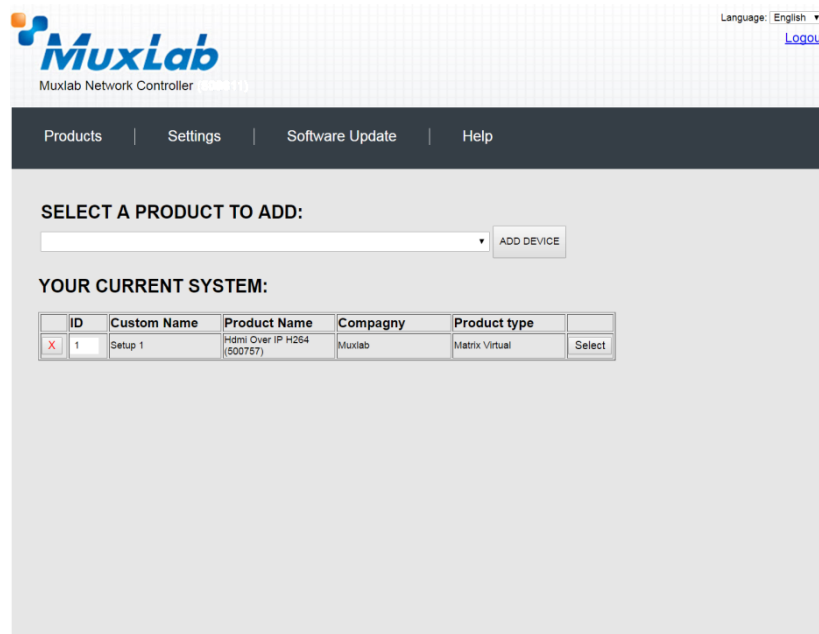 Language: English
Logou
MuxLab
Muxlab Network Controller
Products | Settings | Software Update | Help
SELECT A PRODUCT TO ADD:
ADD DEVICE
YOUR CURRENT SYSTEM:
ID Custom Name Product Name Compagny Product type
X 1 Setup 1 Hdmi Over IP H264 (500757) Muxlab Matrix Virtual Select